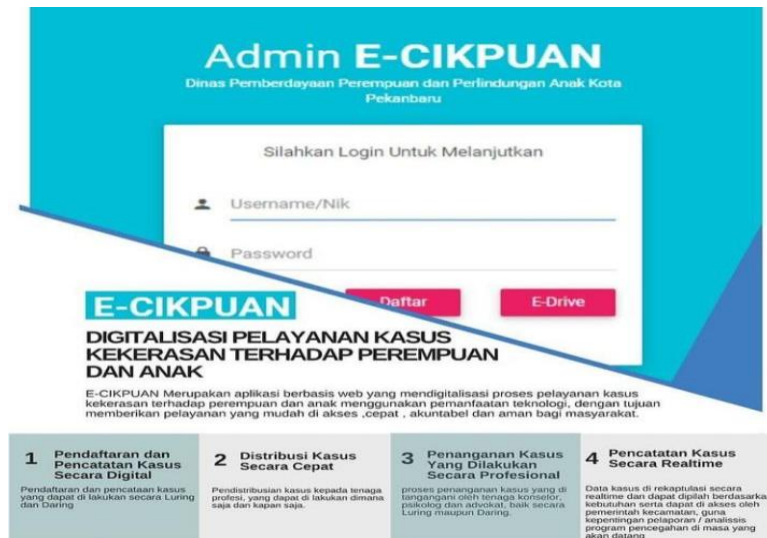 Admin E-CIKPUAN
Dinas Pemberdayaan Perempuan dan Perlindungan Anak Kota
Pekanbaru
Silahkan Login Untuk Melanjutkan
Username/Nik
Password
Daftar
E-Drive
E-CIKPUAN
DIGITALISASI PELAYANAN KASUS
KEKERASAN TERHADAP PEREMPUAN
DAN ANAK
E-CIKPUAN Merupakan aplikasi berbasis web yang mendigitalisasi proses pelayanan kasus
kekerasan terhadap perempuan dan anak menggunakan pemanfaatan teknologi, dengan tujuan
memberikan pelayanan yang mudah di akses ,cepat , akuntabel dan aman bagi masyarakat.
1 Pendaftaran dan
Pencatatan Kasus
Secara Digital
Pendaftaran dan pencataan kasus
yang dapat di lakukan secara Luring
dan Daring
2 Distribusi Kasus
Secara Cepat
Pendistribusian kasus kepada tenaga
profesi, yang dapat di lakukan dimana
saja dan kapan saja.
3 Penanganan Kasus
Yang Dilakukan
Secara Profesional
proses penanganan kasus yang di
tangangani oleh tenaga konselor,
psikolog dan advokat, baik secara
Luring maupun Daring.
4 Pencatatan Kasus
Secara Realtime
Data kasus di rekaptulasi secara
realtime dan dapat dipilah berdasarka
kebutuhan serta dapat di akses oleh
pemerintah kecamatan, guna
kepentingan pelaporan / analissis
program pencegahan di masa yang
akan datang